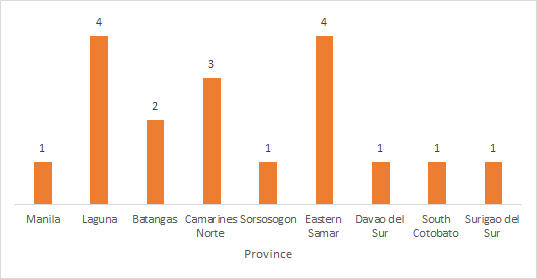 4
4
3
2
1
1
1
1
1
Manila
Laguna
Batangas
Camarines
Norte
Sorsosogon
Eastern
Samar
Davao del
Sur
South
Cotobato
Surigao del
Sur
Province